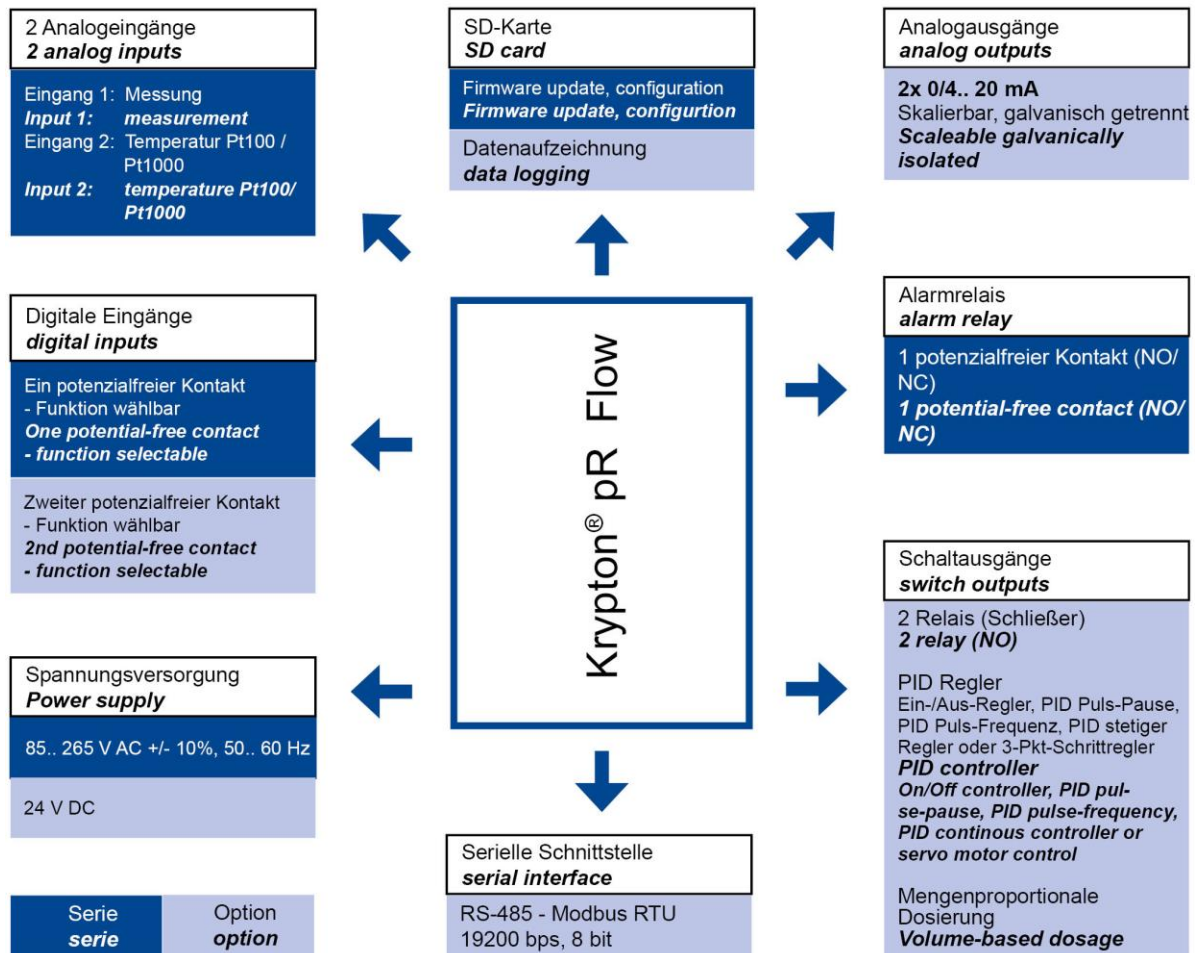 2 Analogeingänge
2 analog inputs
Eingang 1: Messung
Input 1: measurement
Eingang 2: Temperatur Pt100 /
Pt1000
Input 2: temperature Pt100/
Pt1000
SD-Karte
SD card
Firmware update, configuration
Firmware update, configurtion
Datenaufzeichnung
data logging
Analogausgänge
analog outputs
2x 0/4.. 20 mA
Skalierbar, galvanisch getrennt
Scaleable galvanically
isolated
Digitale Eingänge
digital inputs
Ein potenzialfreier Kontakt
- Funktion wählbar
One potential-free contact
- function selectable
Zweiter potenzialfreier Kontakt
- Funktion wählbar
2nd potential-free contact
- function selectable
Krypton® pR Flow
Alarmrelais
alarm relay
1 potenzialfreier Kontakt (NO/
NC)
1 potential-free contact (NO/
NC)
Spannungsversorgung
Power supply
85.. 265 V AC +/- 10%, 50.. 60 Hz
24 V DC
Schaltausgänge
switch outputs
2 Relais (Schließer)
2 relay (NO)
PID Regler
Ein-/Aus-Regler, PID Puls-Pause,
PID Puls-Frequenz, PID stetiger
Regler oder 3-Pkt-Schrittregler
PID controller
On/Off controller, PID pul-
se-pause, PID pulse-frequency,
PID continous controller or
servo motor control
Mengenproportionale
Dosierung
Volume-based dosage
Serielle Schnittstelle
serial interface
RS-485 - Modbus RTU
19200 bps, 8 bit
Serie
serie
Option
option